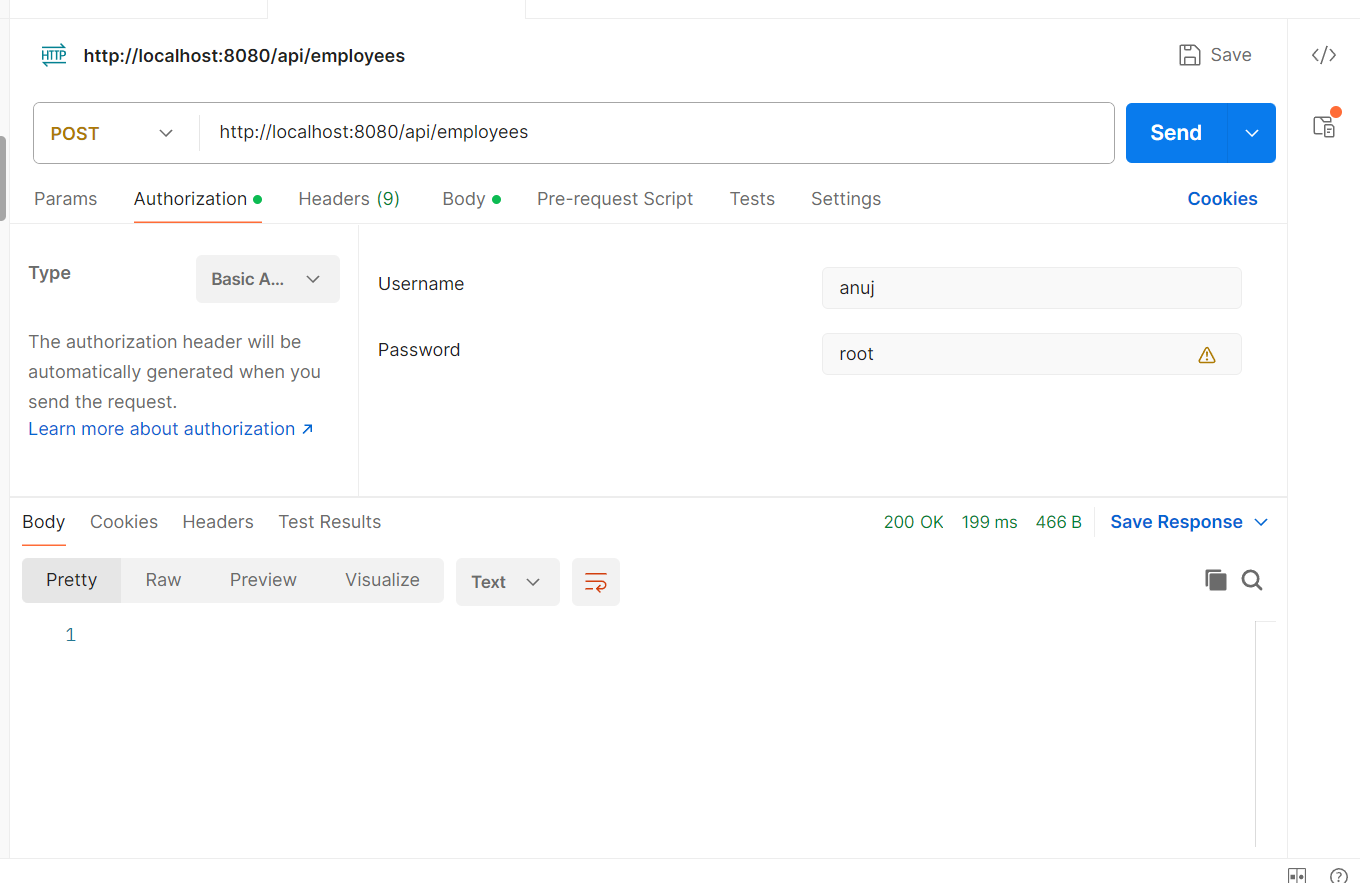 HTTP http://localhost:8080/api/employees Save
POST http://localhost:8080/api/employees Send
Params Authorization Headers (9) Body Pre-request Script Tests Settings Cookies
Type Basic A...
The authorization header will be
automatically generated when you
send the request.
Learn more about authorization ↗
Username anuj
Password root
Body Cookies Headers Test Results 200 OK 199 ms 466 B Save Response
Pretty Raw Preview Visualize Text
1